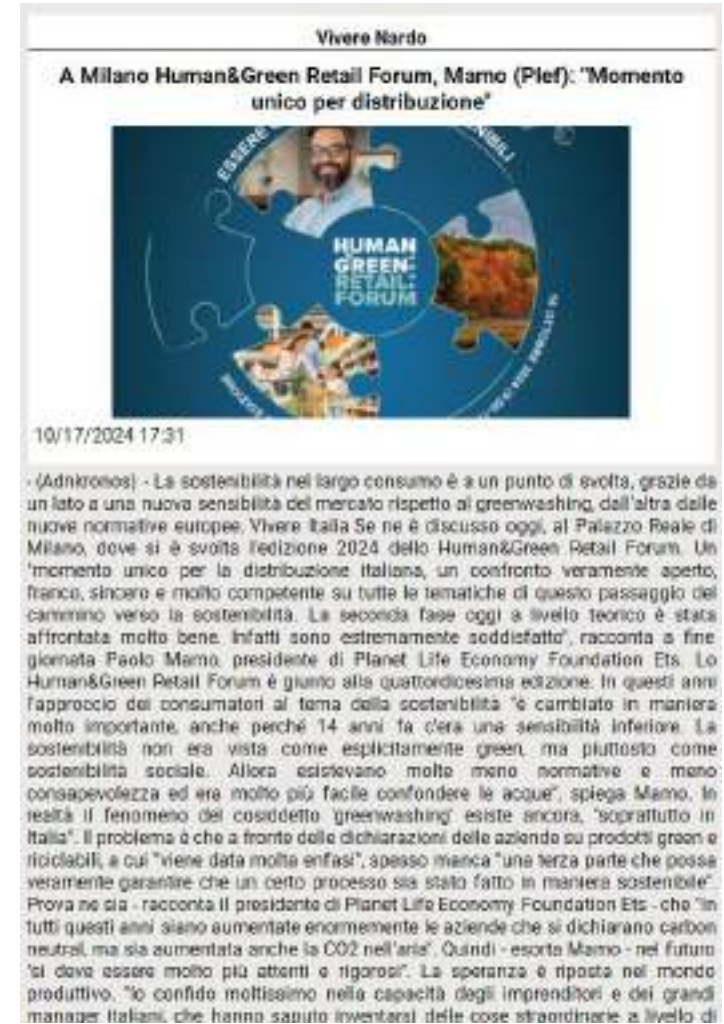 Vivere Nardo
A Milano Human&Green Retail Forum, Mamo (Plef): "Momento
unico per distribuzione"
ESSERE
NIBILI
HUMAN
GREEN
RETAIL
FORUM
10/17/2024 17:31
- (Adnkronos) - La sostenibilità nel largo consumo è a un punto di svolta, grazie da
un lato a una nuova sensibilità del mercato rispetto al greenwashing, dall'altra dalle
nuove normative europee. Vivere Italia Se ne è discusso oggi, al Palazzo Reale di
Milano, dove si è svolta l'edizione 2024 dello Human&Green Retail Forum. Un
"momento unico per la distribuzione italiana, un confronto veramente aperto,
franco, sincero e molto competente su tutte le tematiche di questo passaggio del
cammino verso la sostenibilità. La seconda fase oggi a livello teorico è stata
affrontata molto bene. Infatti sono estremamente soddisfatto", racconta a fine
giornata Paolo Mamo, presidente di Planet Life Economy Foundation Ets. Lo
Human&Green Retail Forum è giunto alla quattordicesima edizione. In questi anni
l'approccio dei consumatori al tema della sostenibilità "è cambiato in maniera
molto importante, anche perché 14 anni fa c'era una sensibilità inferiore. La
sostenibilità non era vista come esplicitamente green, ma piuttosto come
sostenibilità sociale. Allora esistevano molte meno normative e meno
consapevolezza ed era molto più facile confondere le acque", spiega Mamo. In
realtà il fenomeno del cosiddetto 'greenwashing' esiste ancora, "soprattutto in
Italia". Il problema è che a fronte delle dichiarazioni delle aziende su prodotti green e
riciclabili, a cui "viene data molta enfasi", spesso manca "una terza parte che possa
veramente garantire che un certo processo sia stato fatto in maniera sostenibile".
Prova ne sia - racconta il presidente di Planet Life Economy Foundation Ets - che "in
tutti questi anni siano aumentate enormemente le aziende che si dichiarano carbon
neutral, ma sia aumentata anche la CO2 nell'aria". Quindi - esorta Mamo - nel futuro
"si deve essere molto più attenti e rigorosi". La speranza è riposta nel mondo
produttivo. "Io confido moltissimo nella capacità degli imprenditori e dei grandi
manager italiani, che hanno saputo inventarsi delle cose straordinarie a livello di